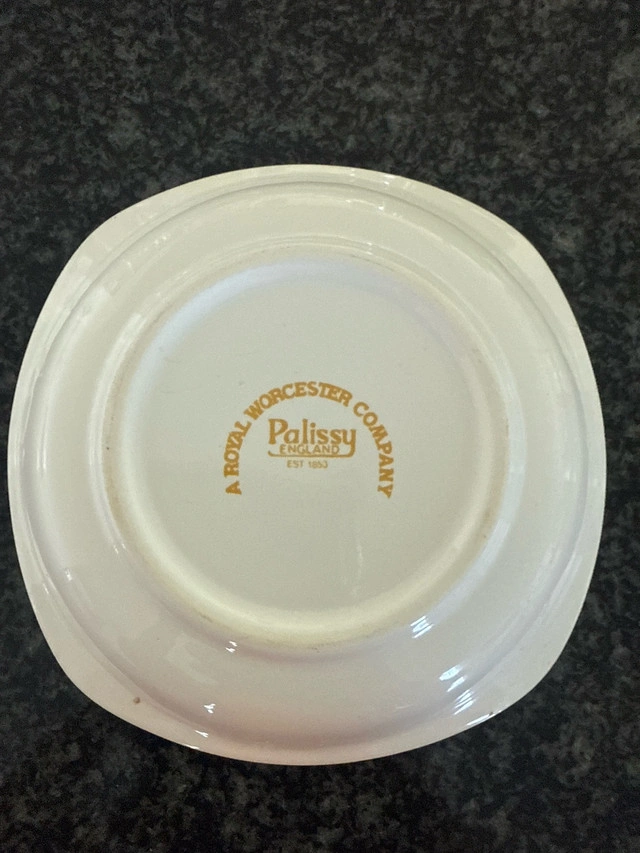 A ROYAL WORCESTER COMPANY
Palissy
ENGLAND
EST 1853